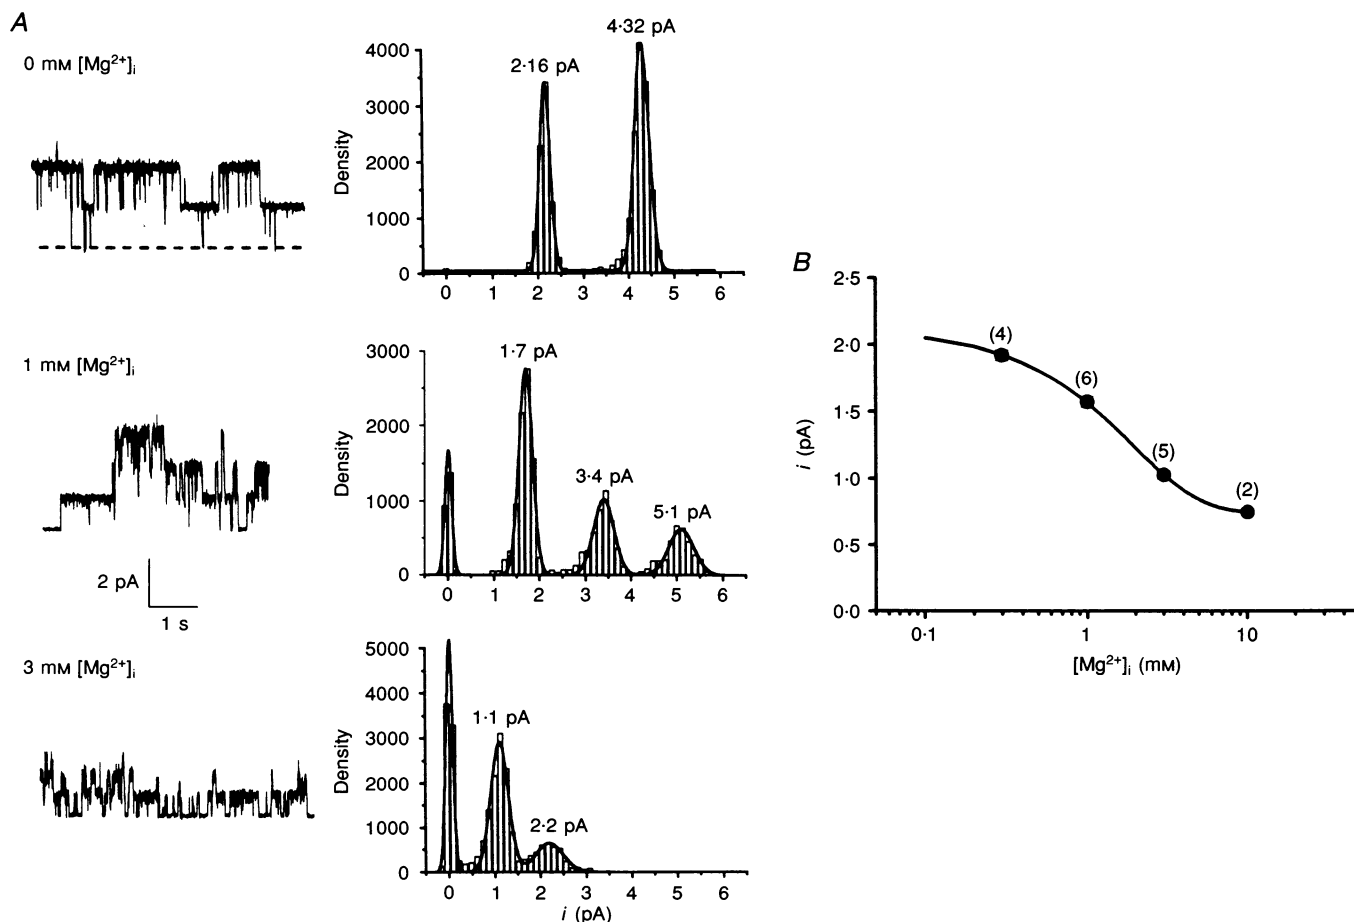 A
0 mM [Mg²⁺]ᵢ
2·16 pA
4·32 pA
4000
3000
2000
1000
0
Density
0 1 2 3 4 5 6
i (pA)
1 mM [Mg²⁺]ᵢ
2 pA
1 s
1·7 pA
3·4 pA
5·1 pA
3000
2000
1000
0
Density
0 1 2 3 4 5 6
3 mM [Mg²⁺]ᵢ
1·1 pA
2·2 pA
5000
4000
3000
2000
1000
0
Density
0 1 2 3 4 5 6
i (pA)
B
2·5
2·0
1·5
1·0
0·5
0·0
i (pA)
(4)
(6)
(5)
(2)
0·1 1 10
[Mg²⁺]ᵢ (mM)